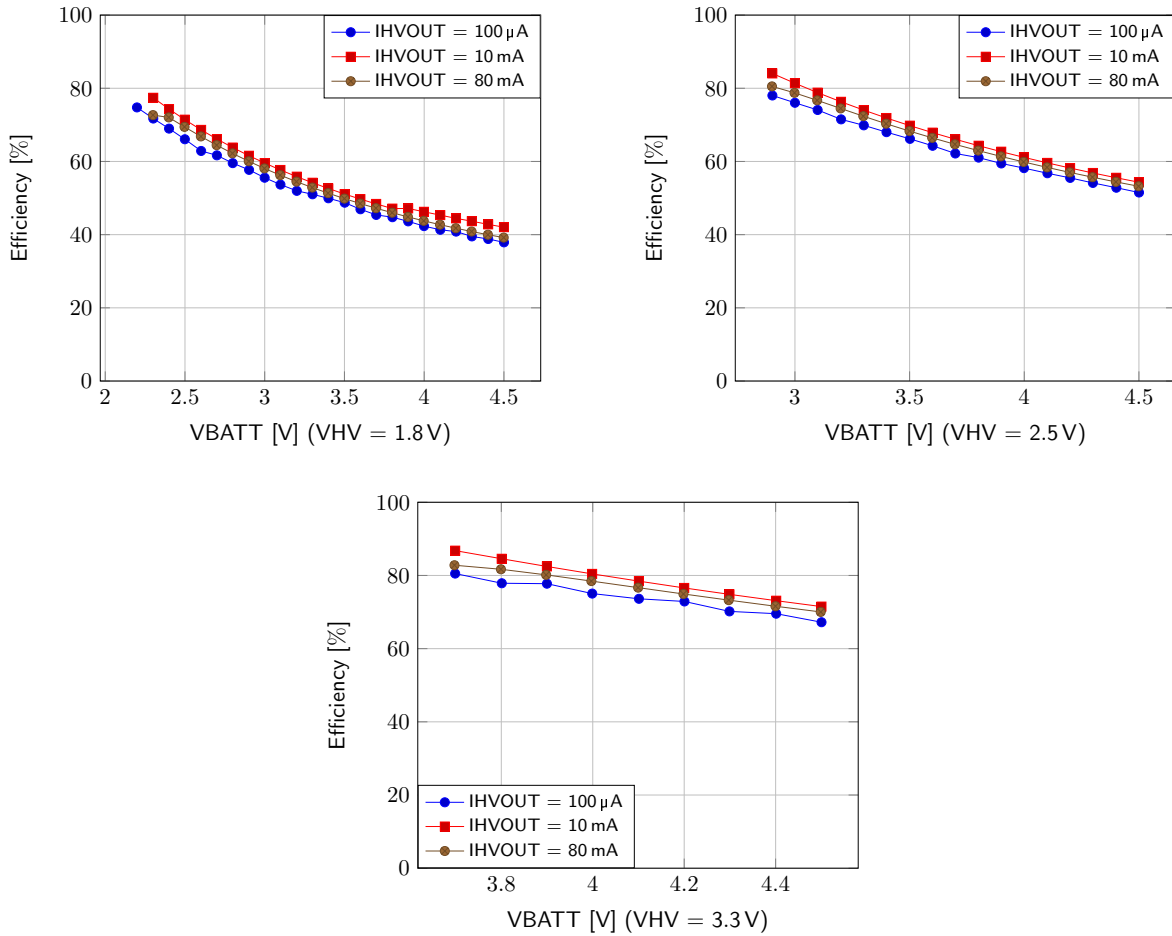 100
80
60
40
20
0
Efficiency [%]
IHVOUT = 100 µA
IHVOUT = 10 mA
IHVOUT = 80 mA
2 2.5 3 3.5 4 4.5
VBATT [V] (VHV = 1.8 V)
100
80
60
40
20
0
Efficiency [%]
IHVOUT = 100 µA
IHVOUT = 10 mA
IHVOUT = 80 mA
3 3.5 4 4.5
VBATT [V] (VHV = 2.5 V)
100
80
60
40
20
0
Efficiency [%]
IHVOUT = 100 µA
IHVOUT = 10 mA
IHVOUT = 80 mA
3.8 4 4.2 4.4
VBATT [V] (VHV = 3.3 V)